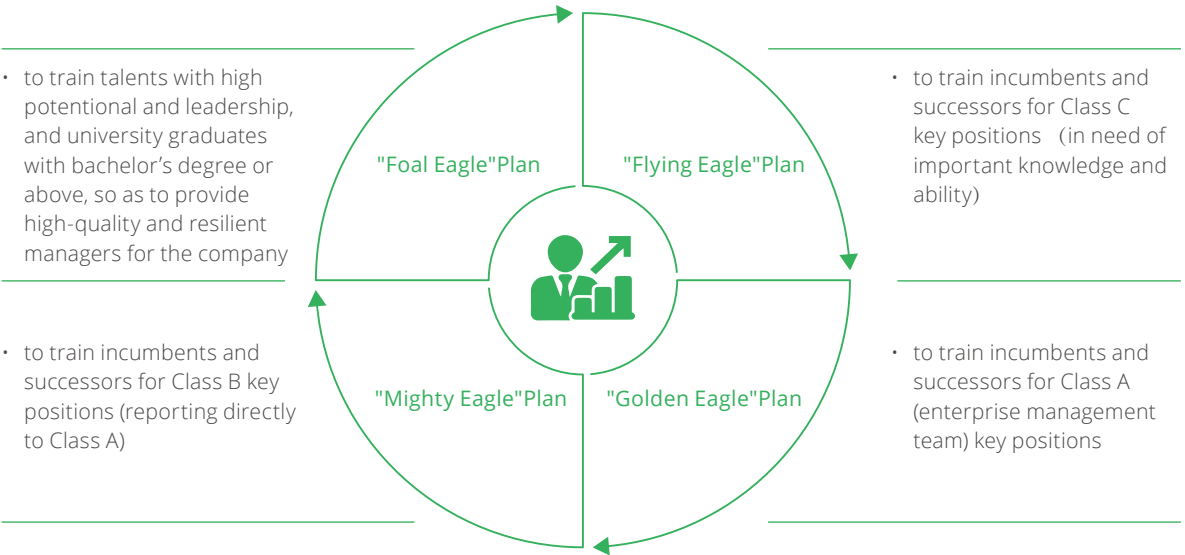 • to train talents with high
potentional and leadership,
and university graduates
with bachelor’s degree or
above, so as to provide
high-quality and resilient
managers for the company
"Foal Eagle"Plan
"Flying Eagle"Plan
• to train incumbents and
successors for Class C
key positions （in need of
important knowledge and
ability）
• to train incumbents and
successors for Class B key
positions (reporting directly
to Class A)
"Mighty Eagle"Plan
"Golden Eagle"Plan
• to train incumbents and
successors for Class A
(enterprise management
team) key positions